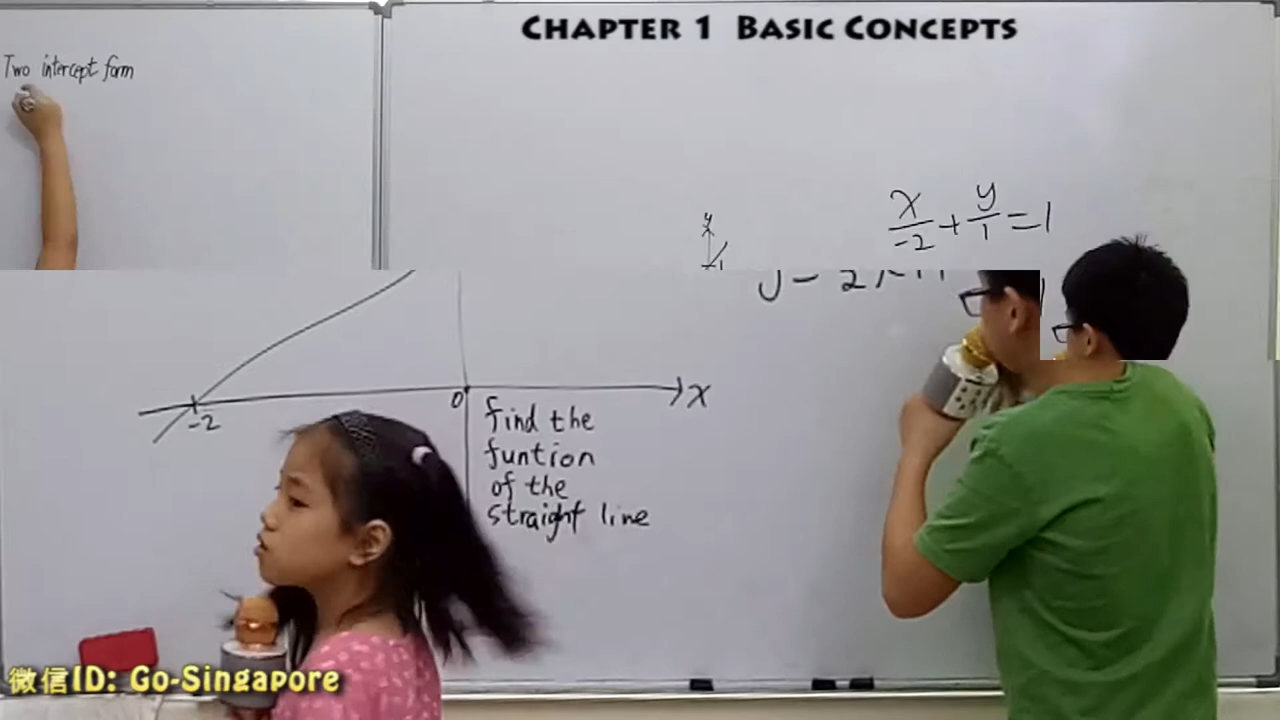 CHAPTER 1 BASIC CONCEPTS
Two intercept form
x/-2 + y/1 = 1
y
x
-2
0
find the
funtion
of the
straight line
微信ID: Go-Singapore